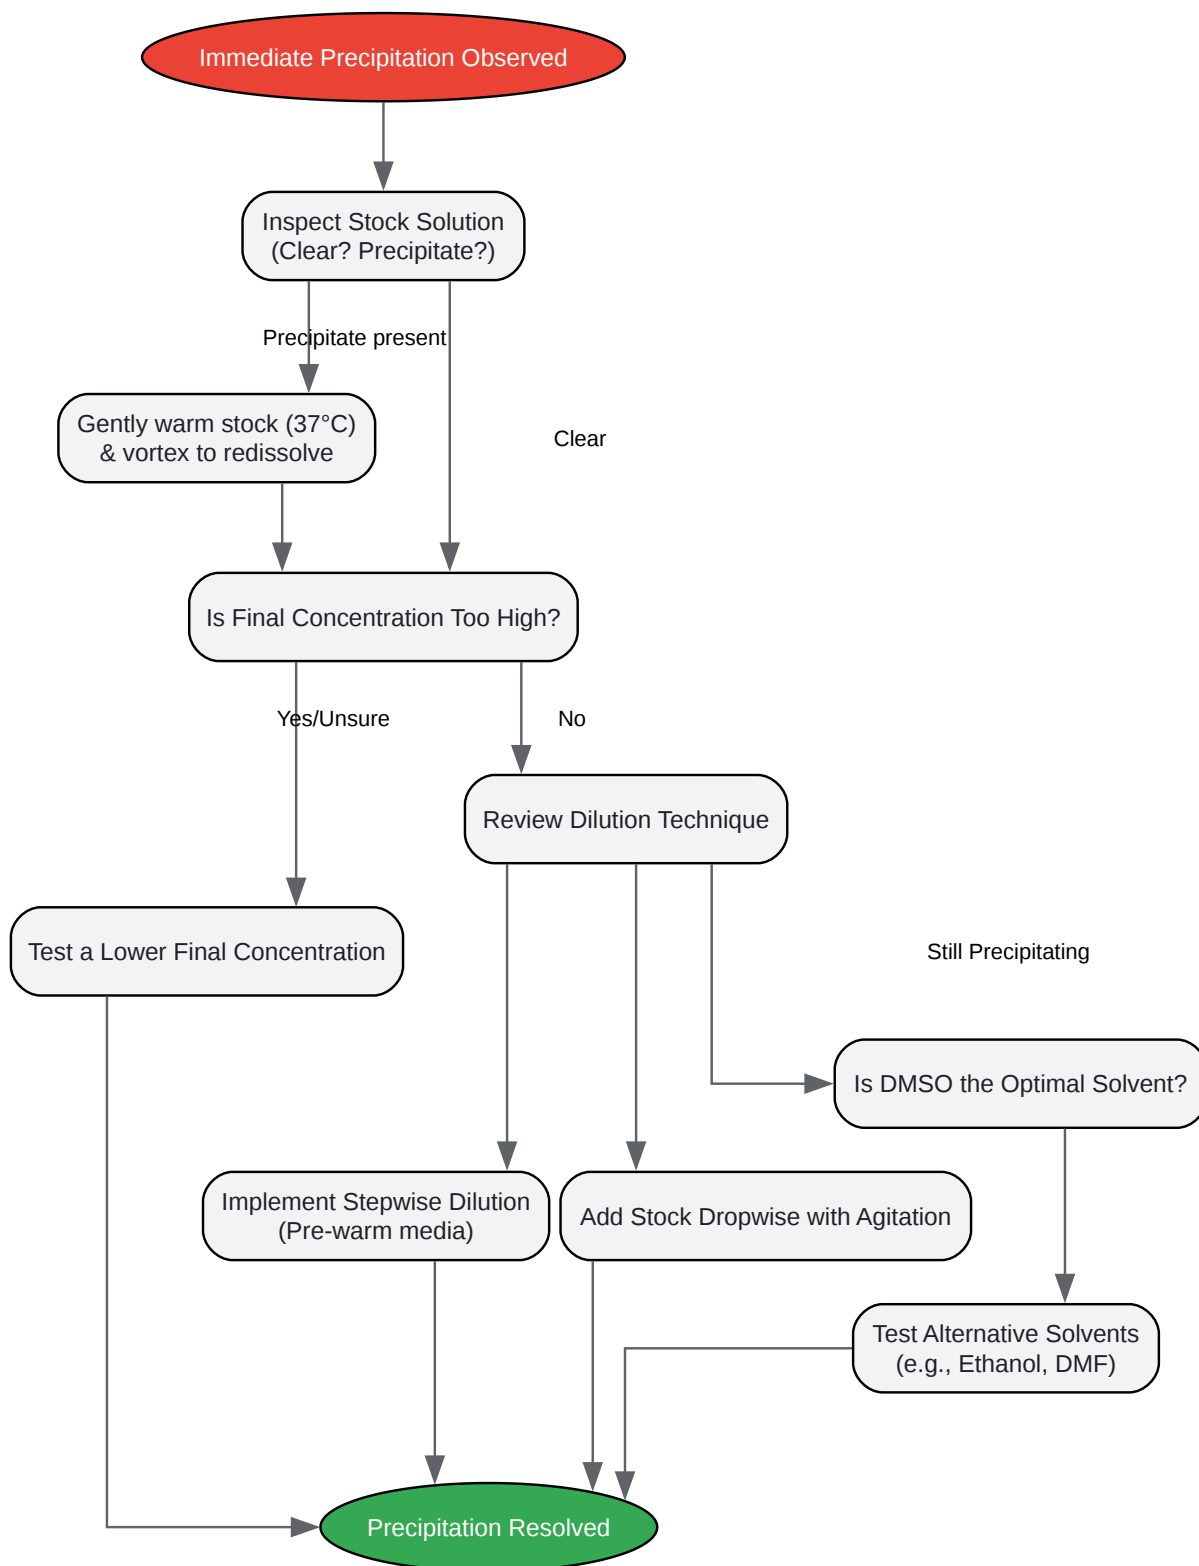 Immediate Precipitation Observed
Inspect Stock Solution
(Clear? Precipitate?)
Precipitate present
Gently warm stock (37°C)
& vortex to redissolve
Clear
Is Final Concentration Too High?
Yes/Unsure
No
Review Dilution Technique
Test a Lower Final Concentration
Still Precipitating
Is DMSO the Optimal Solvent?
Implement Stepwise Dilution
(Pre-warm media)
Add Stock Dropwise with Agitation
Test Alternative Solvents
(e.g., Ethanol, DMF)
Precipitation Resolved